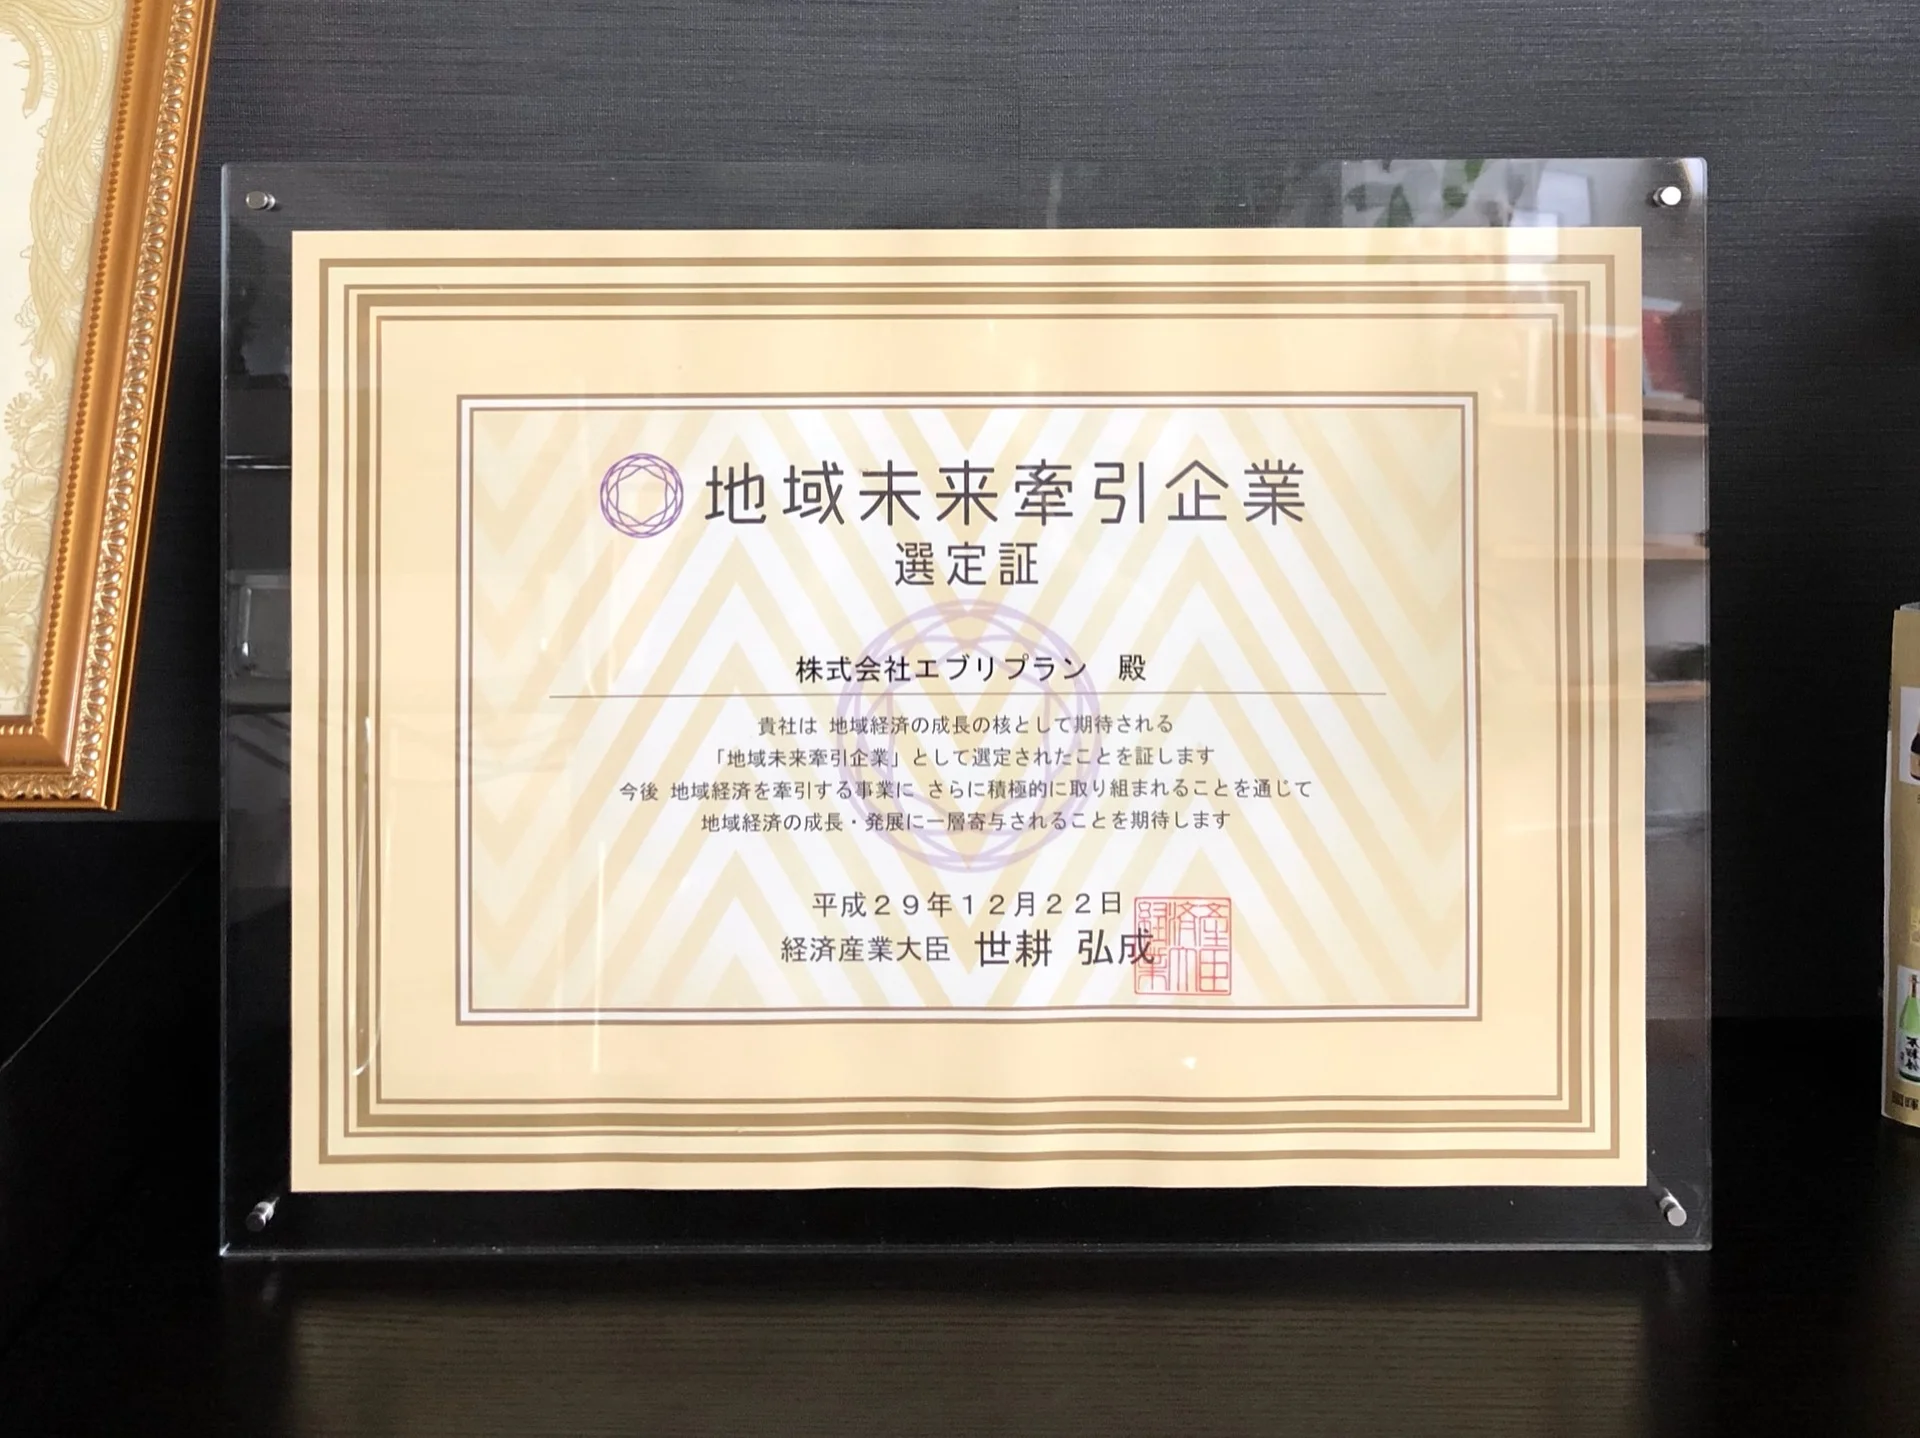 地域未来牽引企業
選定証
株式会社エブリプラン 殿
貴社は 地域経済の成長の核として期待される
「地域未来牽引企業」として選定されたことを証します
今後 地域経済を牽引する事業に さらに積極的に取り組まれることを通じて
地域経済の成長・発展に一層寄与されることを期待します
平成29年12月22日
経済産業大臣 世耕 弘成